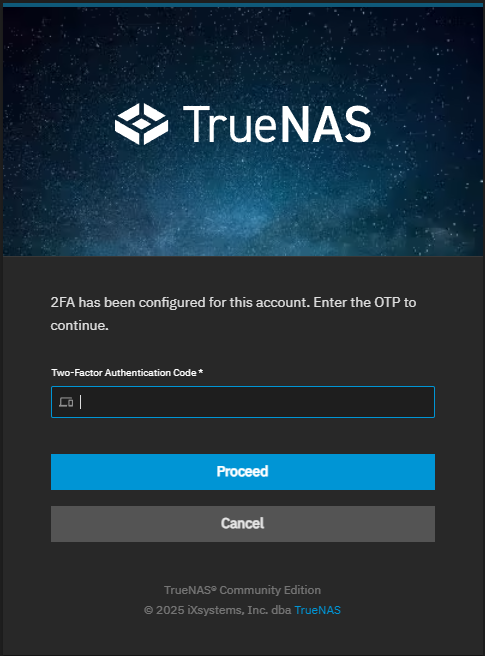 TrueNAS
2FA has been configured for this account. Enter the OTP to
continue.
Two-Factor Authentication Code *
Proceed
Cancel
TrueNAS® Community Edition
© 2025 iXsystems, Inc. dba TrueNAS